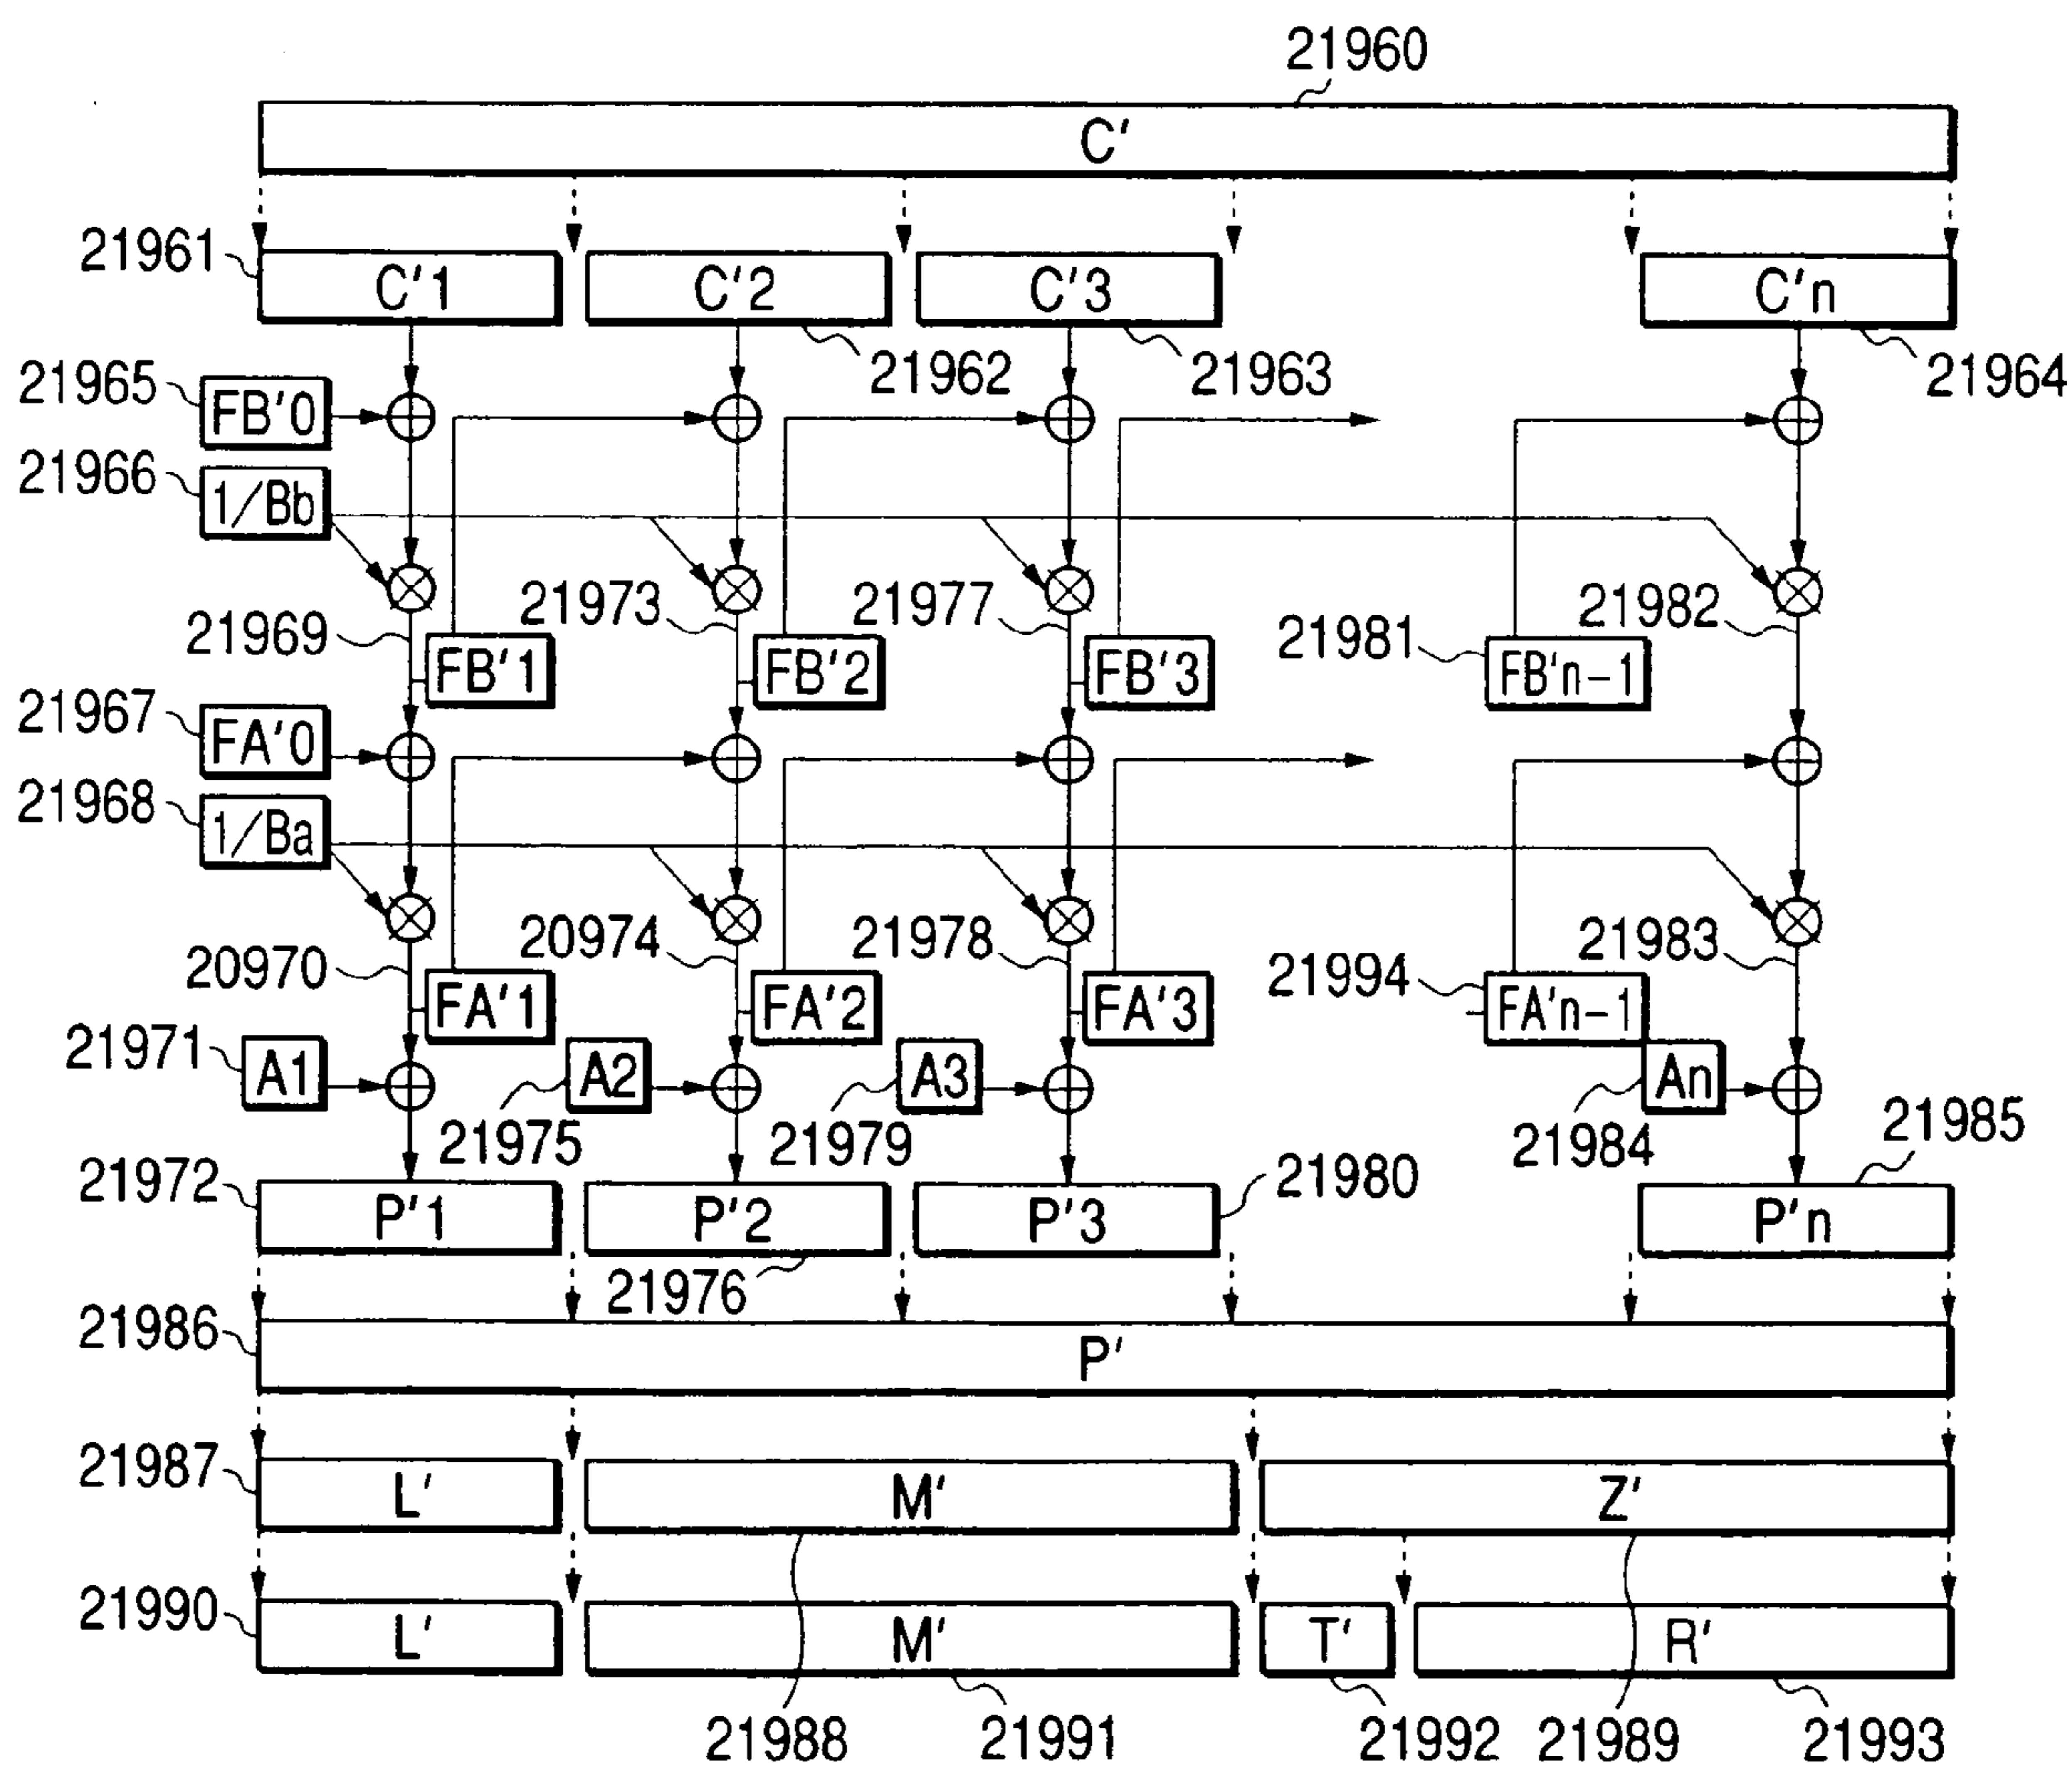 21960
C'
21961
C'1 C'2 C'3 C'n
21962 21963 21964
21965 FB'0
21966 1/Bb
21969 21973 21977 21981 21982
FB'1 FB'2 FB'3 FB'n-1
21967 FA'0
21968 1/Ba
20970 20974 21978 21994 21983
FA'1 FA'2 FA'3 FA'n-1
21971 A1 A2 A3 An
21975 21979 21984 21985
21972 P'1 P'2 P'3 21980 P'n
21976
21986 P'
21987 L' M' Z'
21990 L' M' T' R'
21988 21991 21992 21989 21993